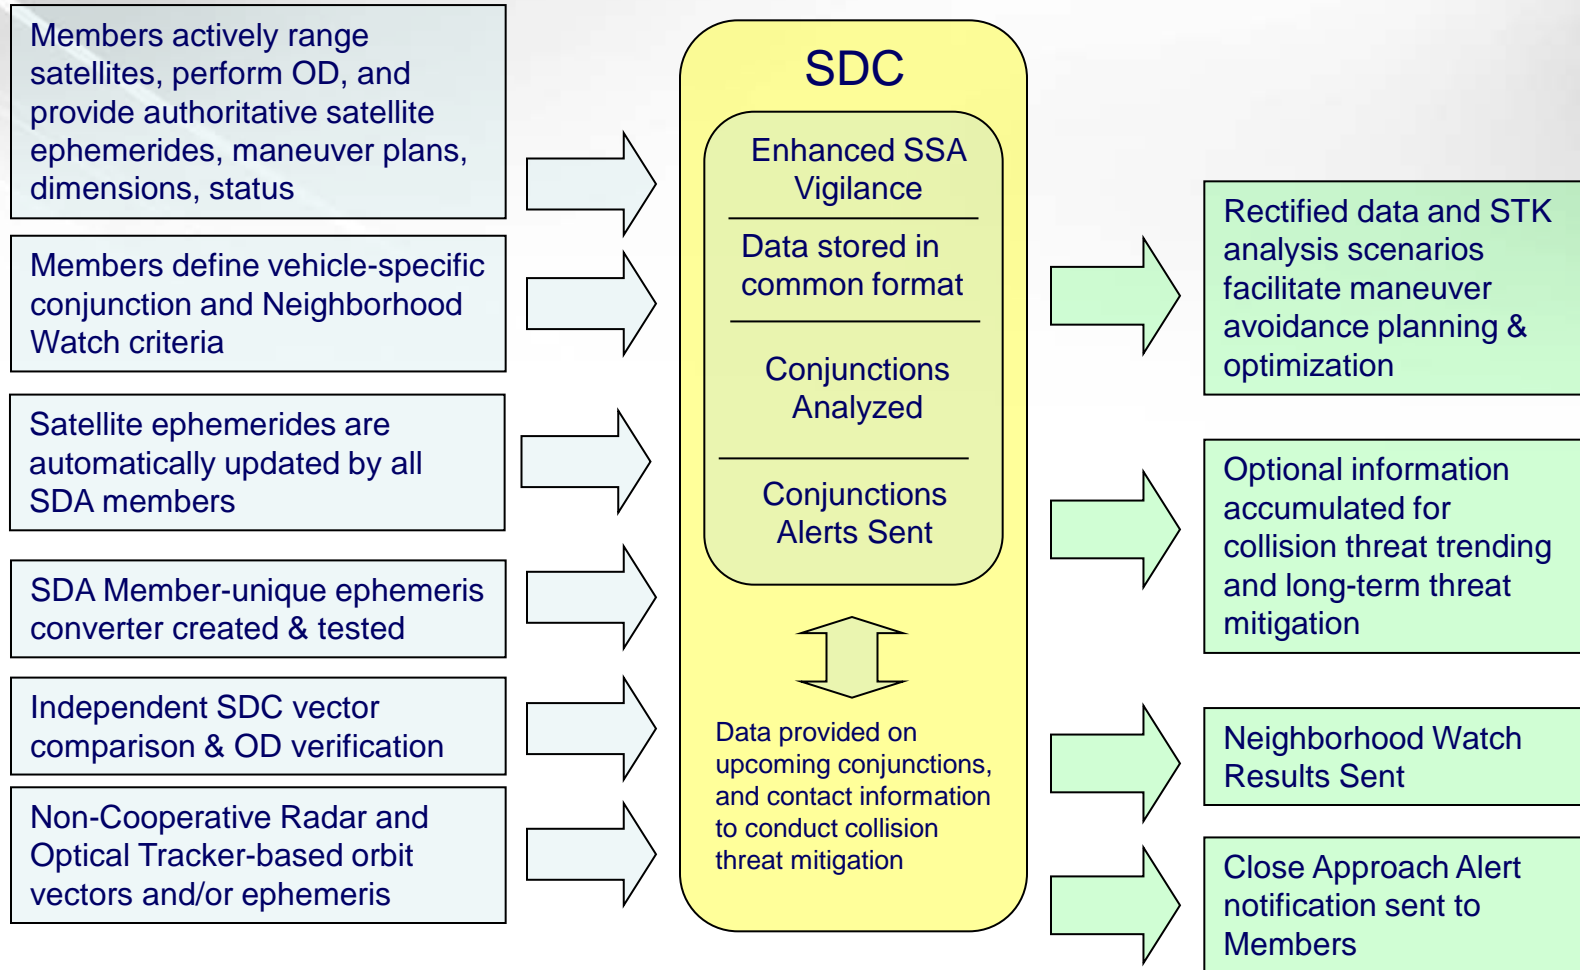 Members actively range
satellites, perform OD, and
provide authoritative satellite
ephemerides, maneuver plans,
dimensions, status
Members define vehicle-specific
conjunction and Neighborhood
Watch criteria
Satellite ephemerides are
automatically updated by all
SDA members
SDA Member-unique ephemeris
converter created & tested
Independent SDC vector
comparison & OD verification
Non-Cooperative Radar and
Optical Tracker-based orbit
vectors and/or ephemeris
SDC
Enhanced SSA
Vigilance
Data stored in
common format
Conjunctions
Analyzed
Conjunctions
Alerts Sent
Data provided on
upcoming conjunctions,
and contact information
to conduct collision
threat mitigation
Rectified data and STK
analysis scenarios
facilitate maneuver
avoidance planning &
optimization
Optional information
accumulated for
collision threat trending
and long-term threat
mitigation
Neighborhood Watch
Results Sent
Close Approach Alert
notification sent to
Members